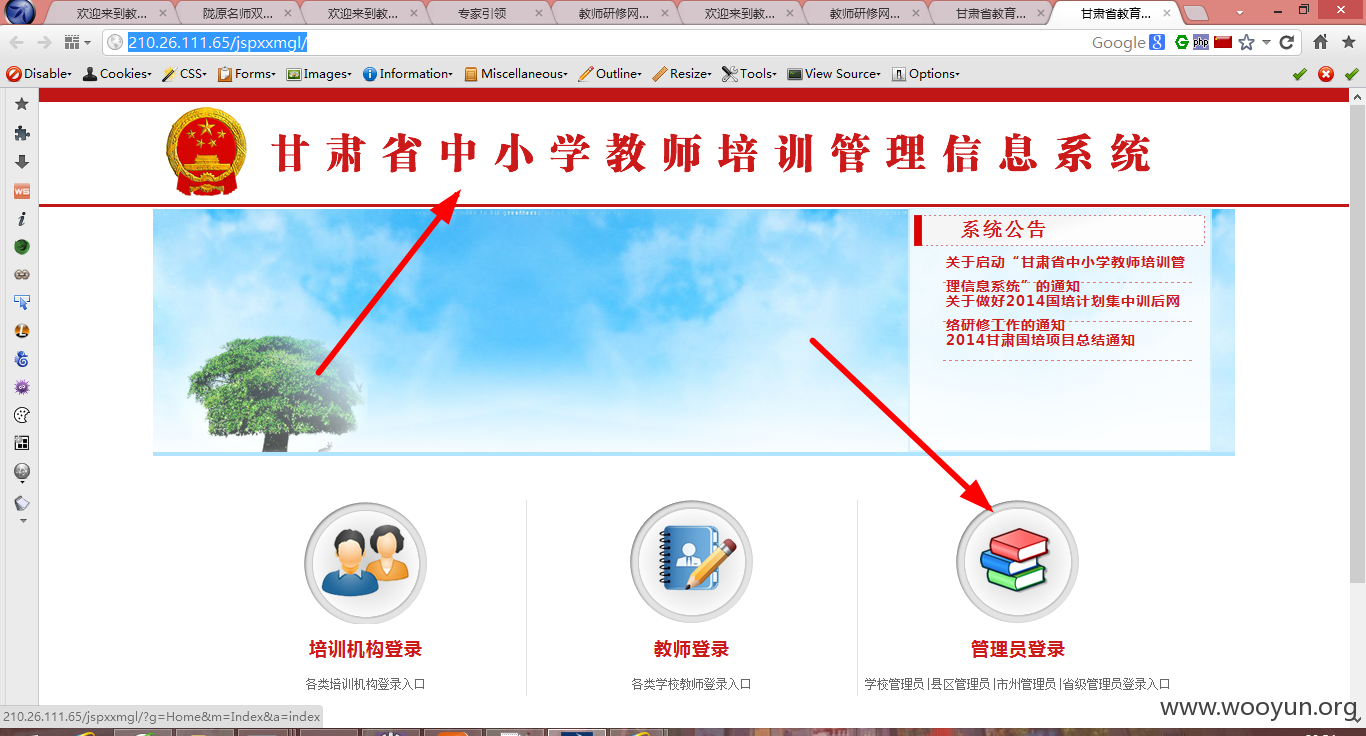 欢迎来到教...
陇原名师双...
欢迎来到教...
专家引领
教师研修网...
欢迎来到教...
教师研修网...
甘肃省教育...
甘肃省教育...
210.26.111.65/jspxxmgl/
Google
php
Disable
Cookies
CSS
Forms
Images
Information
Miscellaneous
Outline
Resize
Tools
View Source
Options
甘肃省中小学教师培训管理信息系统
系统公告
关于启动“甘肃省中小学教师培训管
理信息系统”的通知
关于做好2014国培计划集中训后网
络研修工作的通知
2014甘肃国培项目总结通知
培训机构登录
教师登录
管理员登录
各类培训机构登录入口
各类学校教师登录入口
学校管理员|县区管理员|市州管理员|省级管理员登录入口
210.26.111.65/jspxxmgl/?g=Home&m=Index&a=index
www.wooyun.org